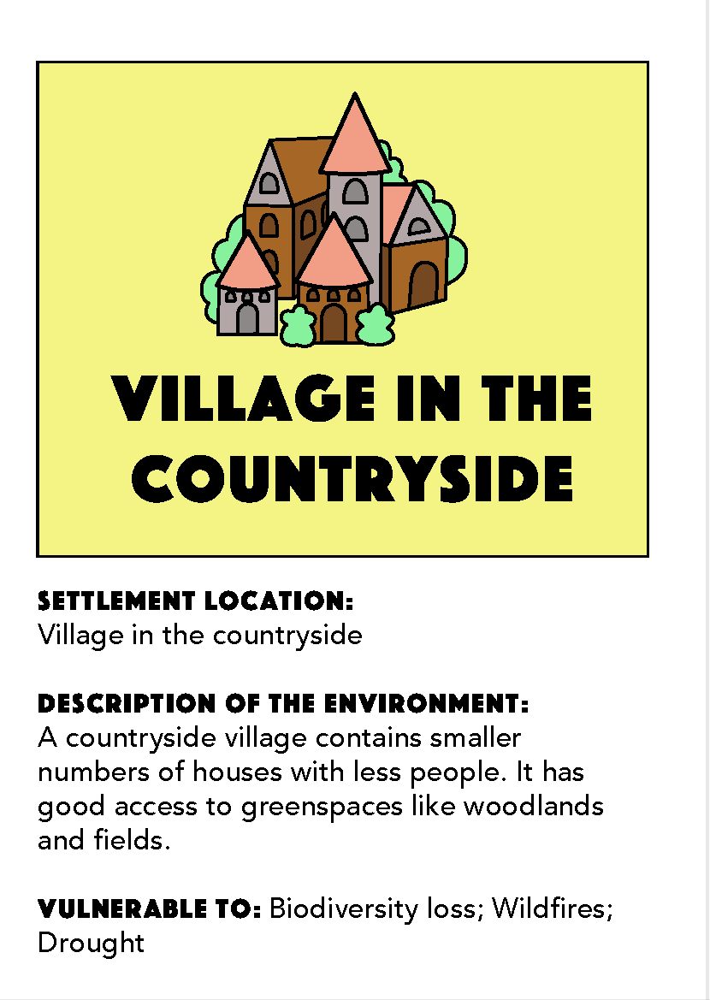 VILLAGE IN THE
COUNTRYSIDE
SETTLEMENT LOCATION:
Village in the countryside
DESCRIPTION OF THE ENVIRONMENT:
A countryside village contains smaller
numbers of houses with less people. It has
good access to greenspaces like woodlands
and fields.
VULNERABLE TO: Biodiversity loss; Wildfires;
Drought